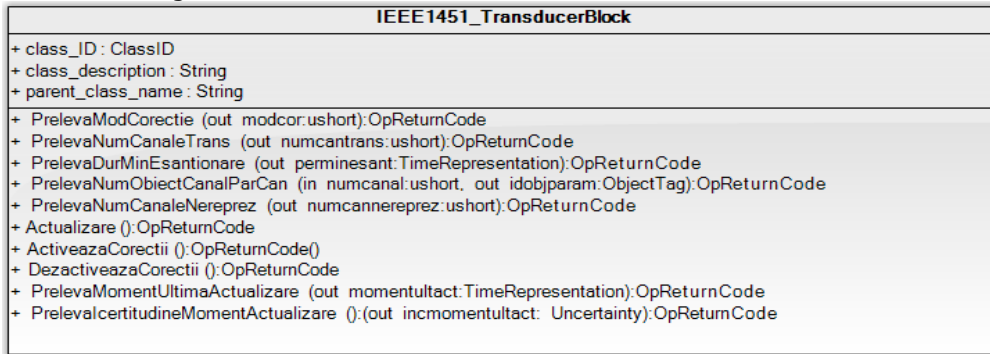 IEEE1451_TransducerBlock
+ class_ID : ClassID
+ class_description : String
+ parent_class_name : String
+ PrelevaModCorectie (out modcor:ushort):OpReturnCode
+ PrelevaNumCanaleTrans (out numcantrans:ushort):OpReturnCode
+ PrelevaDurMinEsantionare (out perminesant:TimeRepresentation):OpReturnCode
+ PrelevaNumObiectCanalParCan (in numcanal:ushort, out idobjparam:ObjectTag):OpReturnCode
+ PrelevaNumCanaleNereprez (out numcannereprez:ushort):OpReturnCode
+ Actualizare ():OpReturnCode
+ ActiveazaCorectii ():OpReturnCode()
+ DezactiveazaCorectii ():OpReturnCode
+ PrelevaMomentUltimaActualizare (out momentultact:TimeRepresentation):OpReturnCode
+ PrelevaIcertitudineMomentActualizare ():(out incmomentultact: Uncertainty):OpReturnCode